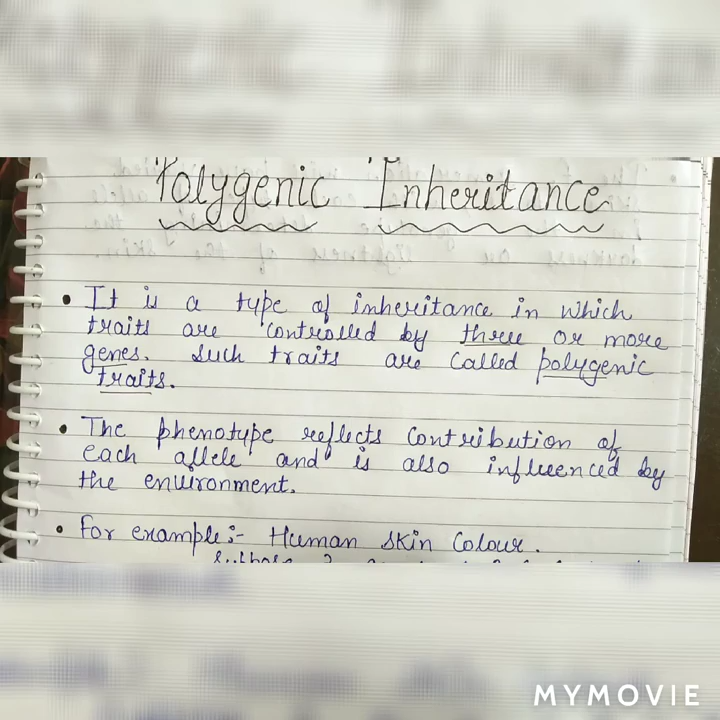 Polygenic Inheritance
• It is a type of inheritance in which
traits are controlled by three or more
genes. Such traits are called polygenic
traits.
• The phenotype reflects contribution of
each allele and is also influenced by
the environment.
• For example:- Human Skin Colour.
MYMOVIE